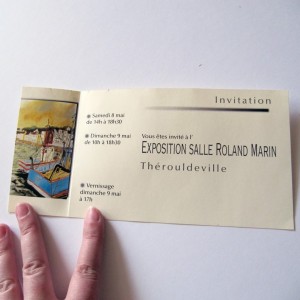 Invitation
Samedi 8 mai
de 14h à 18h30
Dimanche 9 mai
de 10h à 18h30
Vernissage
dimanche 9 mai
à 17h
Vous êtes invité à l'
EXPOSITION SALLE ROLAND MARIN
Thérouldeville